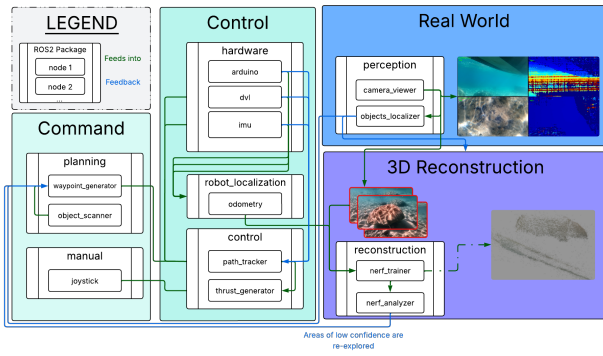 LEGEND
ROS2 Package
node 1
node 2
...
Feeds into
Feedback
Command
planning
waypoint_generator
object_scanner
manual
joystick
Control
hardware
arduino
dvl
imu
robot_localization
odometry
control
path_tracker
thrust_generator
Real World
perception
camera_viewer
objects_localizer
3D Reconstruction
reconstruction
nerf_trainer
nerf_analyzer
Areas of low confidence are
re-explored